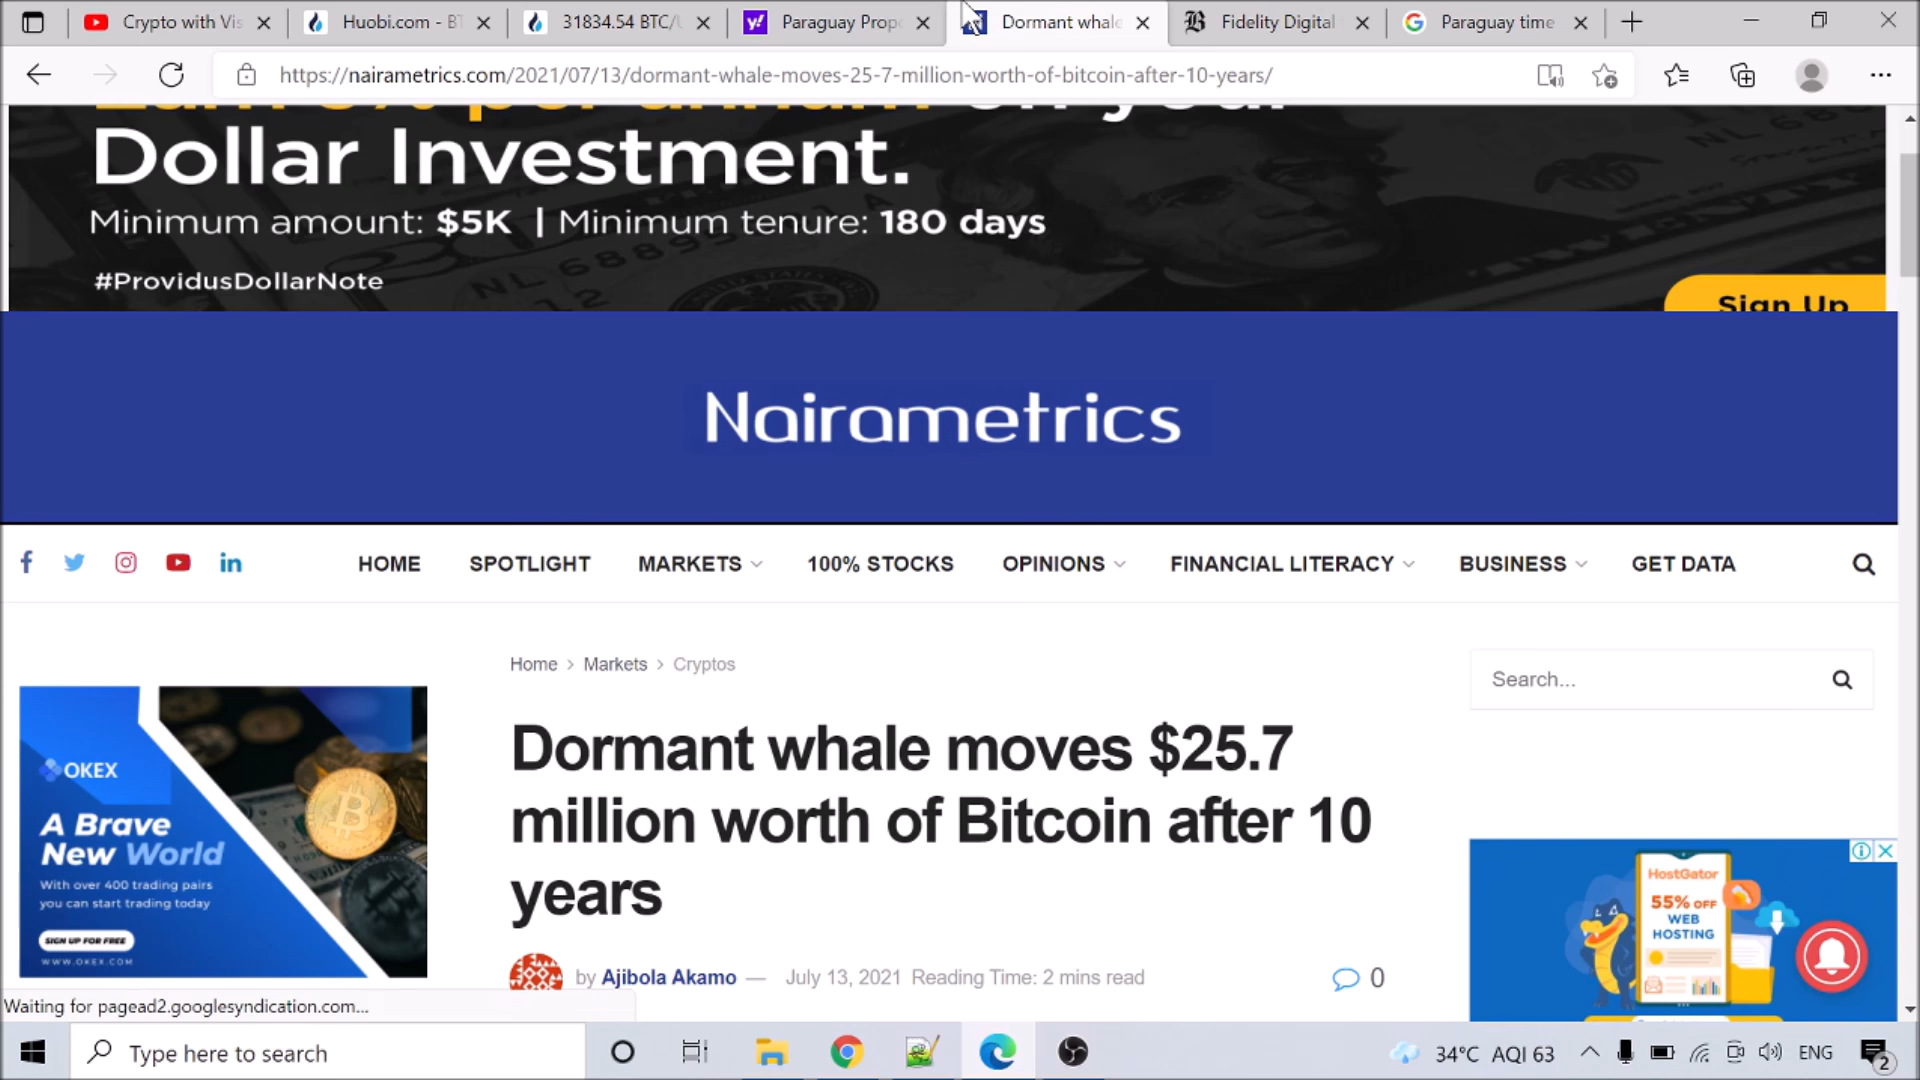 Crypto with Vis
Huobi.com - BT
31834.54 BTC/U
Paraguay Prop
Dormant whale
Fidelity Digital
Paraguay time
https://nairametrics.com/2021/07/13/dormant-whale-moves-25-7-million-worth-of-bitcoin-after-10-years/
Dollar Investment.
Minimum amount: $5K | Minimum tenure: 180 days
#ProvidusDollarNote
Sign Up
Nairametrics
HOME SPOTLIGHT MARKETS 100% STOCKS OPINIONS FINANCIAL LITERACY BUSINESS GET DATA
Home > Markets > Cryptos
Search...
OKEX
A Brave
New World
With over 400 trading pairs
you can start trading today
SIGN UP FOR FREE
WWW.OKEX.COM
Dormant whale moves $25.7
million worth of Bitcoin after 10
years
by Ajibola Akamo — July 13, 2021 Reading Time: 2 mins read
0
HostGator
55% OFF
WEB
HOSTING
Waiting for pagead2.googlesyndication.com...
Type here to search
34°C AQI 63
ENG
2